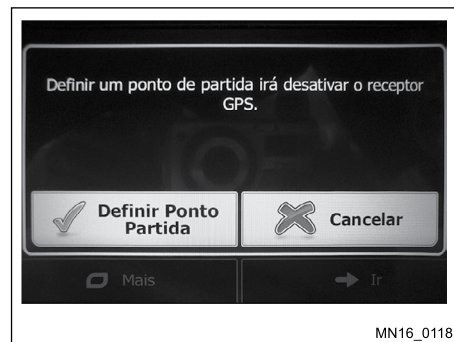 Definir um ponto de partida irá desativar o receptor
GPS.
Definir Ponto
Partida
Cancelar
Mais
Ir
MN16_0118